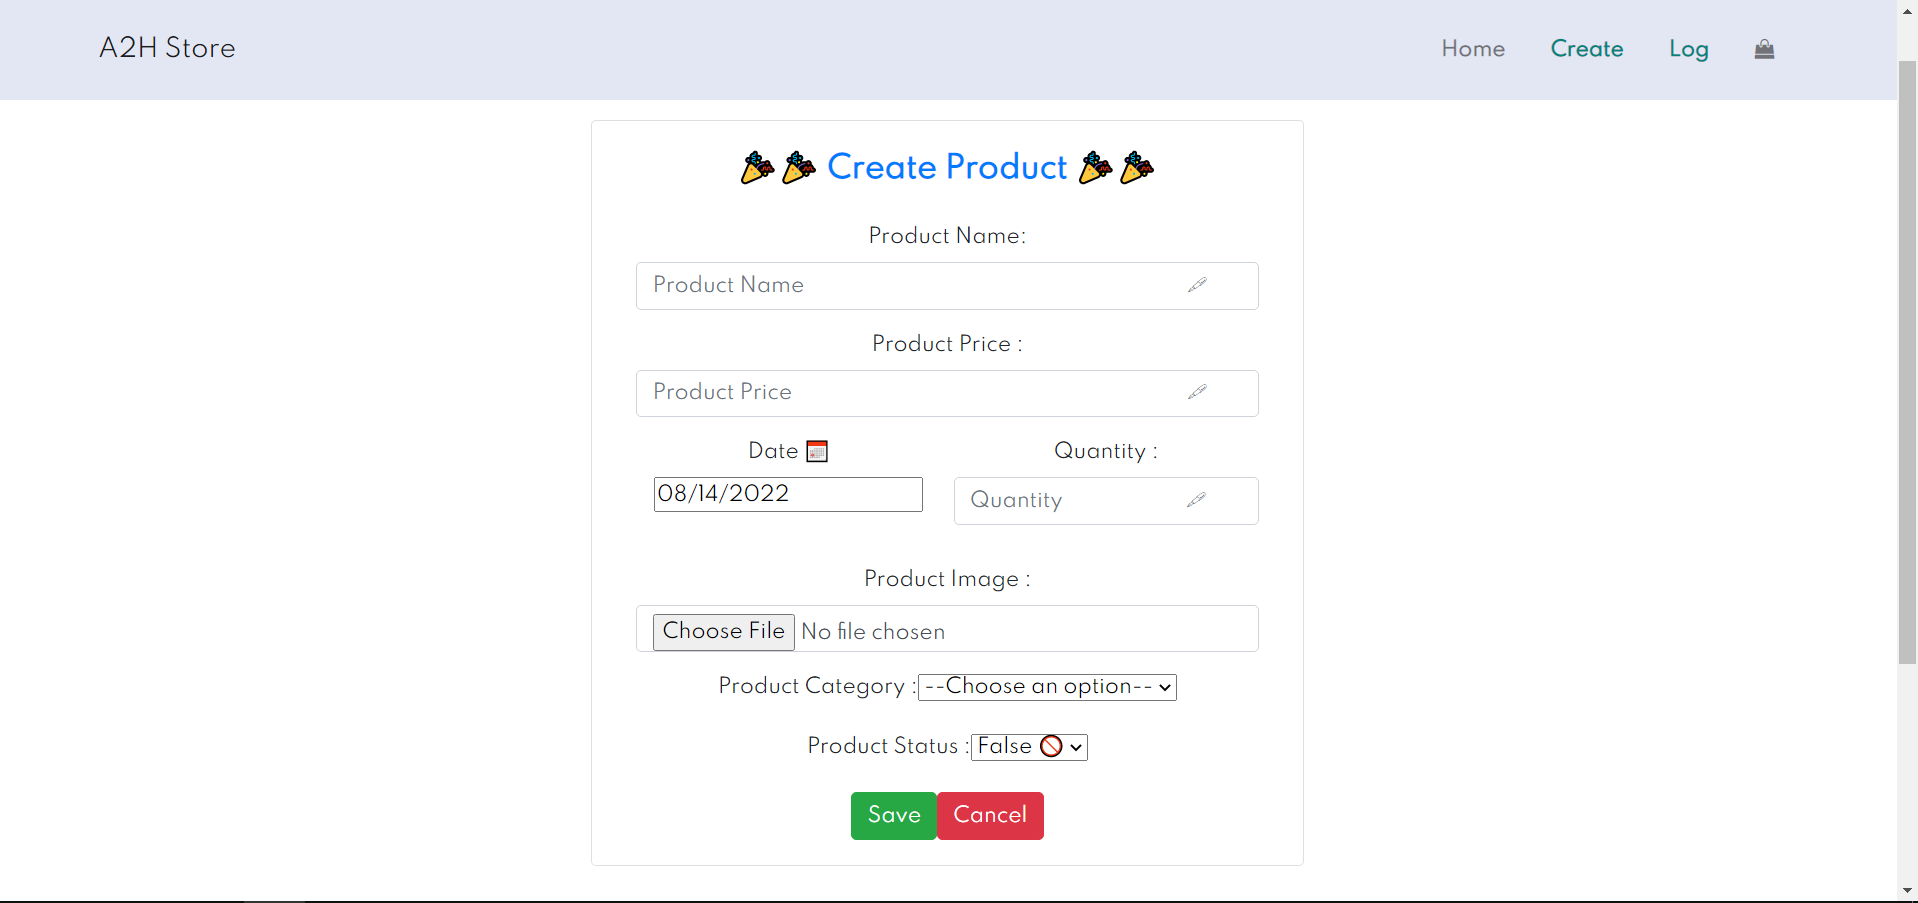 A2H Store Home Create Log
Create Product
Product Name:
Product Name
Product Price :
Product Price
Date Quantity :
08/14/2022 Quantity
Product Image :
Choose File No file chosen
Product Category : --Choose an option--
Product Status : False
Save Cancel